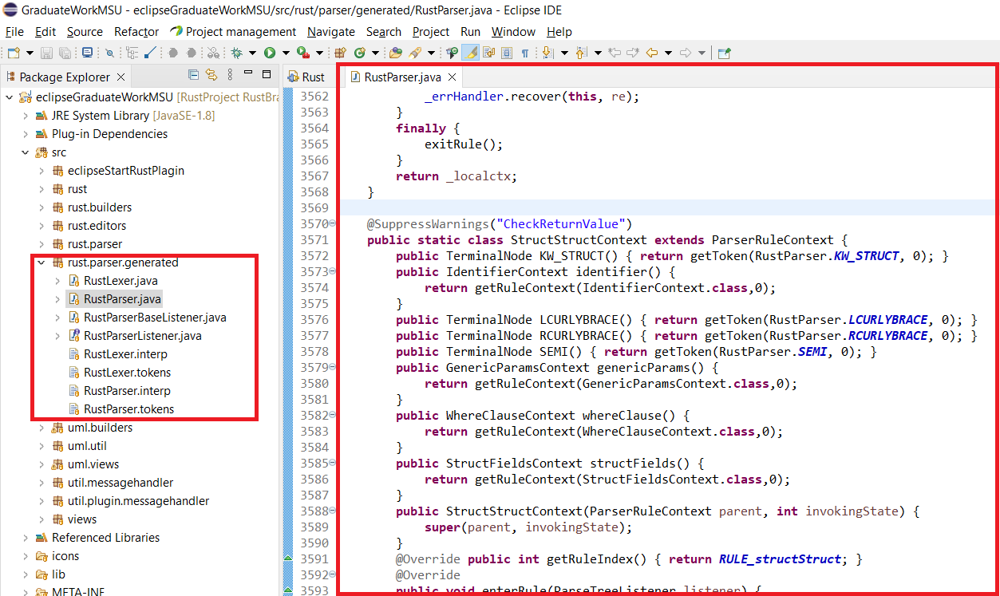 GraduateWorkMSU - eclipseGraduateWorkMSU/src/rust/parser/generated/RustParser.java - Eclipse IDE
File Edit Source Refactor Project management Navigate Search Project Run Window Help
Package Explorer
eclipseGraduateWorkMSU [RustProject RustBra
JRE System Library [JavaSE-1.8]
Plug-in Dependencies
src
eclipseStartRustPlagin
rust
rust.builders
rust.editors
rust.parser
rust.parser.generated
RustLexer.java
RustParser.java
RustParserBaseListener.java
RustParserListener.java
RustLexer.interp
RustLexer.tokens
RustParser.interp
RustParser.tokens
uml.builders
uml.util
uml.views
util.messagehandler
util.plugin.messagehandler
views
Referenced Libraries
icons
lib
META-INF
Rust RustParser.java
3562 _errHandler.recover(this, re);
3563 }
3564 finally {
3565 exitRule();
3566 }
3567 return _localctx;
3568 }
3569
3570 @SuppressWarnings("CheckReturnValue")
3571 public static class StructStructContext extends ParserRuleContext {
3572 public TerminalNode KW_STRUCT() { return getToken(RustParser.KW_STRUCT, 0); }
3573 public IdentifierContext identifier() {
3574 return getRuleContext(IdentifierContext.class,0);
3575 }
3576 public TerminalNode LCURLYBRACE() { return getToken(RustParser.LCURLYBRACE, 0); }
3577 public TerminalNode RCURLYBRACE() { return getToken(RustParser.RCURLYBRACE, 0); }
3578 public TerminalNode SEMI() { return getToken(RustParser.SEMI, 0); }
3579 public GenericParamsContext genericParams() {
3580 return getRuleContext(GenericParamsContext.class,0);
3581 }
3582 public WhereClauseContext whereClause() {
3583 return getRuleContext(WhereClauseContext.class,0);
3584 }
3585 public StructFieldsContext structFields() {
3586 return getRuleContext(StructFieldsContext.class,0);
3587 }
3588 public StructStructContext(ParserRuleContext parent, int invokingState) {
3589 super(parent, invokingState);
3590 }
3591 @Override public int getRuleIndex() { return RULE_structStruct; }
3592 @Override
3593 public void enterRule(ParseTreeListener listener) {